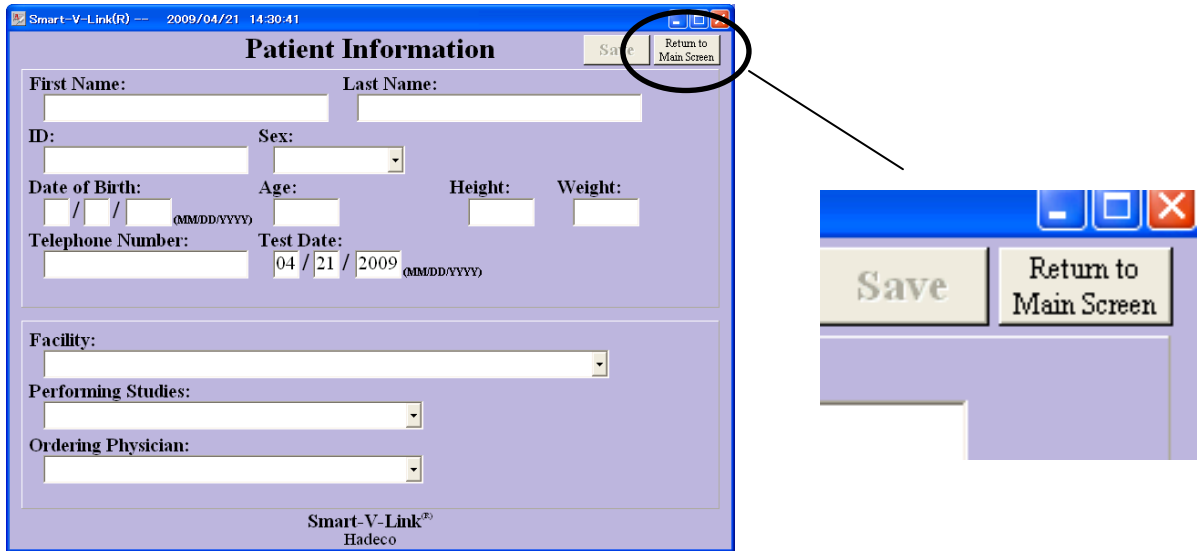 Smart-V-Link(R) -- 2009/04/21 14:30:41
Patient Information
Save
Return to
Main Screen
First Name: Last Name:
ID: Sex:
Date of Birth: Age: Height: Weight:
/ / (MM/DD/YYYY)
Telephone Number: Test Date:
04 / 21 / 2009 (MM/DD/YYYY)
Facility:
Performing Studies:
Ordering Physician:
Smart-V-Link(R)
Hadeco
Save
Return to
Main Screen